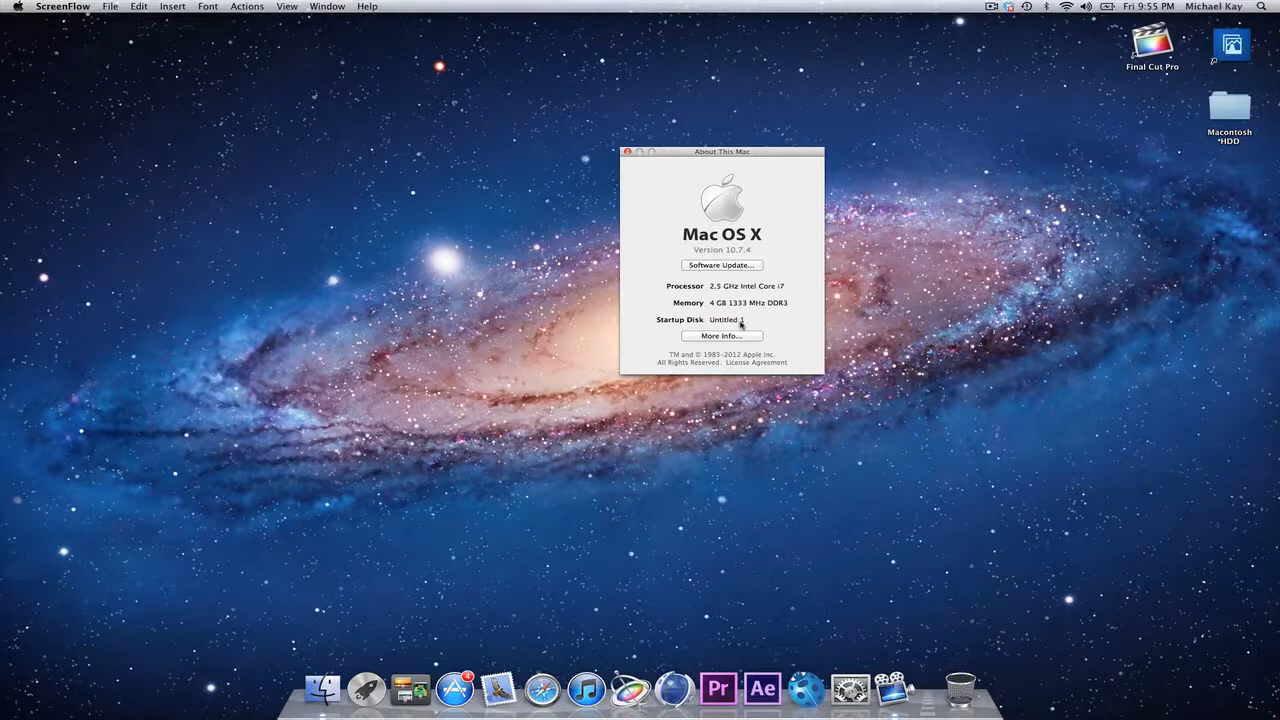 ScreenFlow File Edit Insert Font Actions View Window Help Fri 9:55 PM Michael Kay
Final Cut Pro
Macintosh
*HDD
About This Mac
Mac OS X
Version 10.7.4
Software Update...
Processor 2.5 GHz Intel Core i7
Memory 4 GB 1333 MHz DDR3
Startup Disk Untitled 1
More Info...
TM and © 1983–2012 Apple Inc.
All Rights Reserved. License Agreement
4
Pr Ae